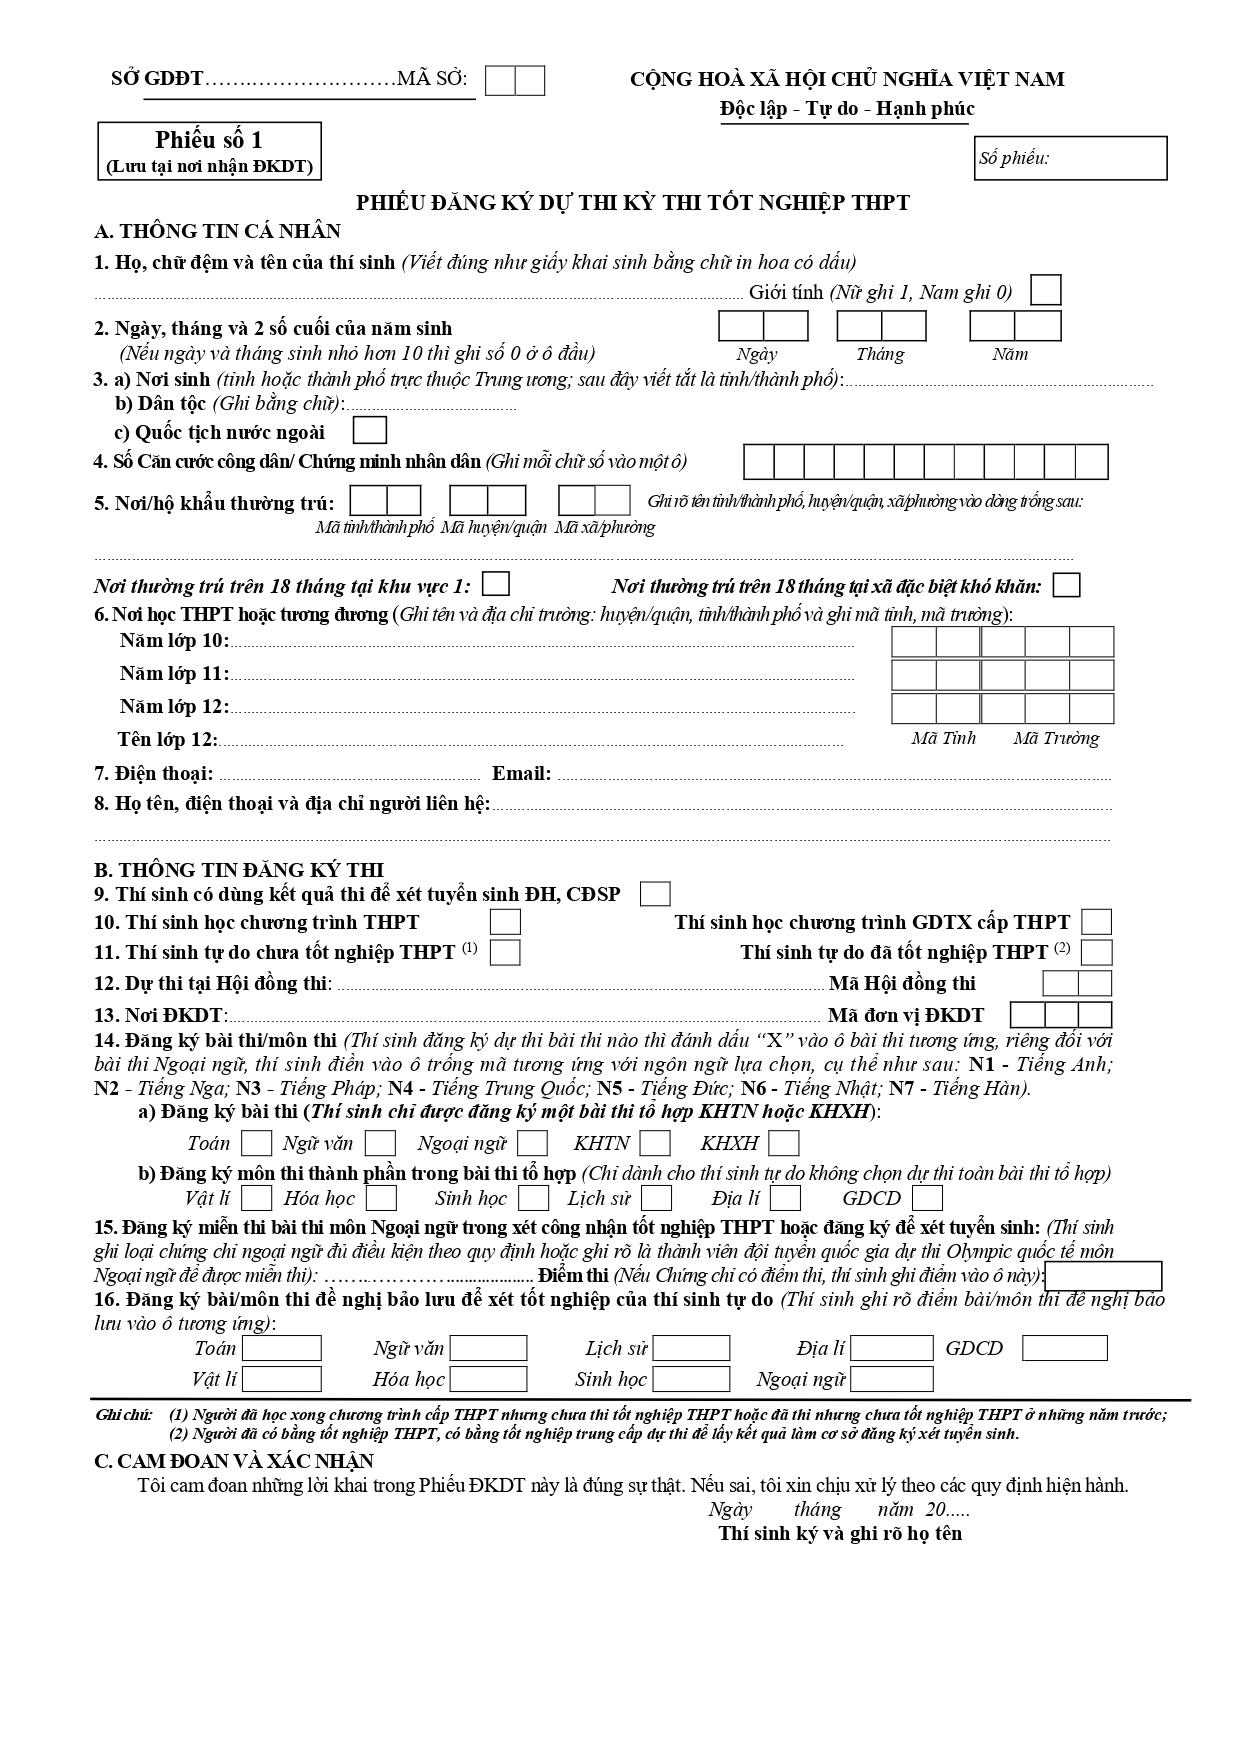 SỞ GDĐT…………………………MÃ SỞ:
CỘNG HOÀ XÃ HỘI CHỦ NGHĨA VIỆT NAM
Độc lập - Tự do - Hạnh phúc
Phiếu số 1
(Lưu tại nơi nhận ĐKDT)
Số phiếu:
PHIẾU ĐĂNG KÝ DỰ THI KỲ THI TỐT NGHIỆP THPT
A. THÔNG TIN CÁ NHÂN
1. Họ, chữ đệm và tên của thí sinh (Viết đúng như giấy khai sinh bằng chữ in hoa có dấu)
........................................ Giới tính (Nữ ghi 1, Nam ghi 0)
2. Ngày, tháng và 2 số cuối của năm sinh
(Nếu ngày và tháng sinh nhỏ hơn 10 thì ghi số 0 ở ô đầu) Ngày Tháng Năm
3. a) Nơi sinh (tỉnh hoặc thành phố trực thuộc Trung ương; sau đây viết tắt là tỉnh/thành phố):........................................
b) Dân tộc (Ghi bằng chữ):........................................
c) Quốc tịch nước ngoài
4. Số Căn cước công dân/ Chứng minh nhân dân (Ghi mỗi chữ số vào một ô)
5. Nơi/hộ khẩu thường trú: Ghi rõ tên tỉnh/thành phố, huyện/quận, xã/phường vào dòng trống sau:
Mã tỉnh/thành phố Mã huyện/quận Mã xã/phường
........................................
Nơi thường trú trên 18 tháng tại khu vực 1: Nơi thường trú trên 18 tháng tại xã đặc biệt khó khăn:
6. Nơi học THPT hoặc tương đương (Ghi tên và địa chỉ trường: huyện/quận, tỉnh/thành phố và ghi mã tỉnh, mã trường):
Năm lớp 10:........................................
Năm lớp 11:........................................
Năm lớp 12:........................................
Tên lớp 12:........................................ Mã Tỉnh Mã Trường
7. Điện thoại: ........................................ Email: ........................................
8. Họ tên, điện thoại và địa chỉ người liên hệ:........................................
........................................
B. THÔNG TIN ĐĂNG KÝ THI
9. Thí sinh có dùng kết quả thi để xét tuyển sinh ĐH, CĐSP
10. Thí sinh học chương trình THPT Thí sinh học chương trình GDTX cấp THPT
11. Thí sinh tự do chưa tốt nghiệp THPT (1) Thí sinh tự do đã tốt nghiệp THPT (2)
12. Dự thi tại Hội đồng thi: ........................................ Mã Hội đồng thi
13. Nơi ĐKDT:........................................ Mã đơn vị ĐKDT
14. Đăng ký bài thi/môn thi (Thí sinh đăng ký dự thi bài thi nào thì đánh dấu “X” vào ô bài thi tương ứng, riêng đối với
bài thi Ngoại ngữ, thí sinh điền vào ô trống mã tương ứng với ngôn ngữ lựa chọn, cụ thể như sau: N1 - Tiếng Anh;
N2 - Tiếng Nga; N3 - Tiếng Pháp; N4 - Tiếng Trung Quốc; N5 - Tiếng Đức; N6 - Tiếng Nhật; N7 - Tiếng Hàn).
a) Đăng ký bài thi (Thí sinh chỉ được đăng ký một bài thi tổ hợp KHTN hoặc KHXH):
Toán Ngữ văn Ngoại ngữ KHTN KHXH
b) Đăng ký môn thi thành phần trong bài thi tổ hợp (Chỉ dành cho thí sinh tự do không chọn dự thi toàn bài thi tổ hợp)
Vật lí Hóa học Sinh học Lịch sử Địa lí GDCD
15. Đăng ký miễn thi bài thi môn Ngoại ngữ trong xét công nhận tốt nghiệp THPT hoặc đăng ký để xét tuyển sinh: (Thí sinh
ghi loại chứng chỉ ngoại ngữ đủ điều kiện theo quy định hoặc ghi rõ là thành viên đội tuyển quốc gia dự thi Olympic quốc tế môn
Ngoại ngữ để được miễn thi): …………………................... Điểm thi (Nếu Chứng chỉ có điểm thi, thí sinh ghi điểm vào ô này):
16. Đăng ký bài/môn thi đề nghị bảo lưu để xét tốt nghiệp của thí sinh tự do (Thí sinh ghi rõ điểm bài/môn thi đề nghị bảo
lưu vào ô tương ứng):
Toán Ngữ văn Lịch sử Địa lí GDCD
Vật lí Hóa học Sinh học Ngoại ngữ
Ghi chú: (1) Người đã học xong chương trình cấp THPT nhưng chưa thi tốt nghiệp THPT hoặc đã thi nhưng chưa tốt nghiệp THPT ở những năm trước;
(2) Người đã có bằng tốt nghiệp THPT, có bằng tốt nghiệp trung cấp dự thi để lấy kết quả làm cơ sở đăng ký xét tuyển sinh.
C. CAM ĐOAN VÀ XÁC NHẬN
Tôi cam đoan những lời khai trong Phiếu ĐKDT này là đúng sự thật. Nếu sai, tôi xin chịu xử lý theo các quy định hiện hành.
Ngày tháng năm 20.....
Thí sinh ký và ghi rõ họ tên